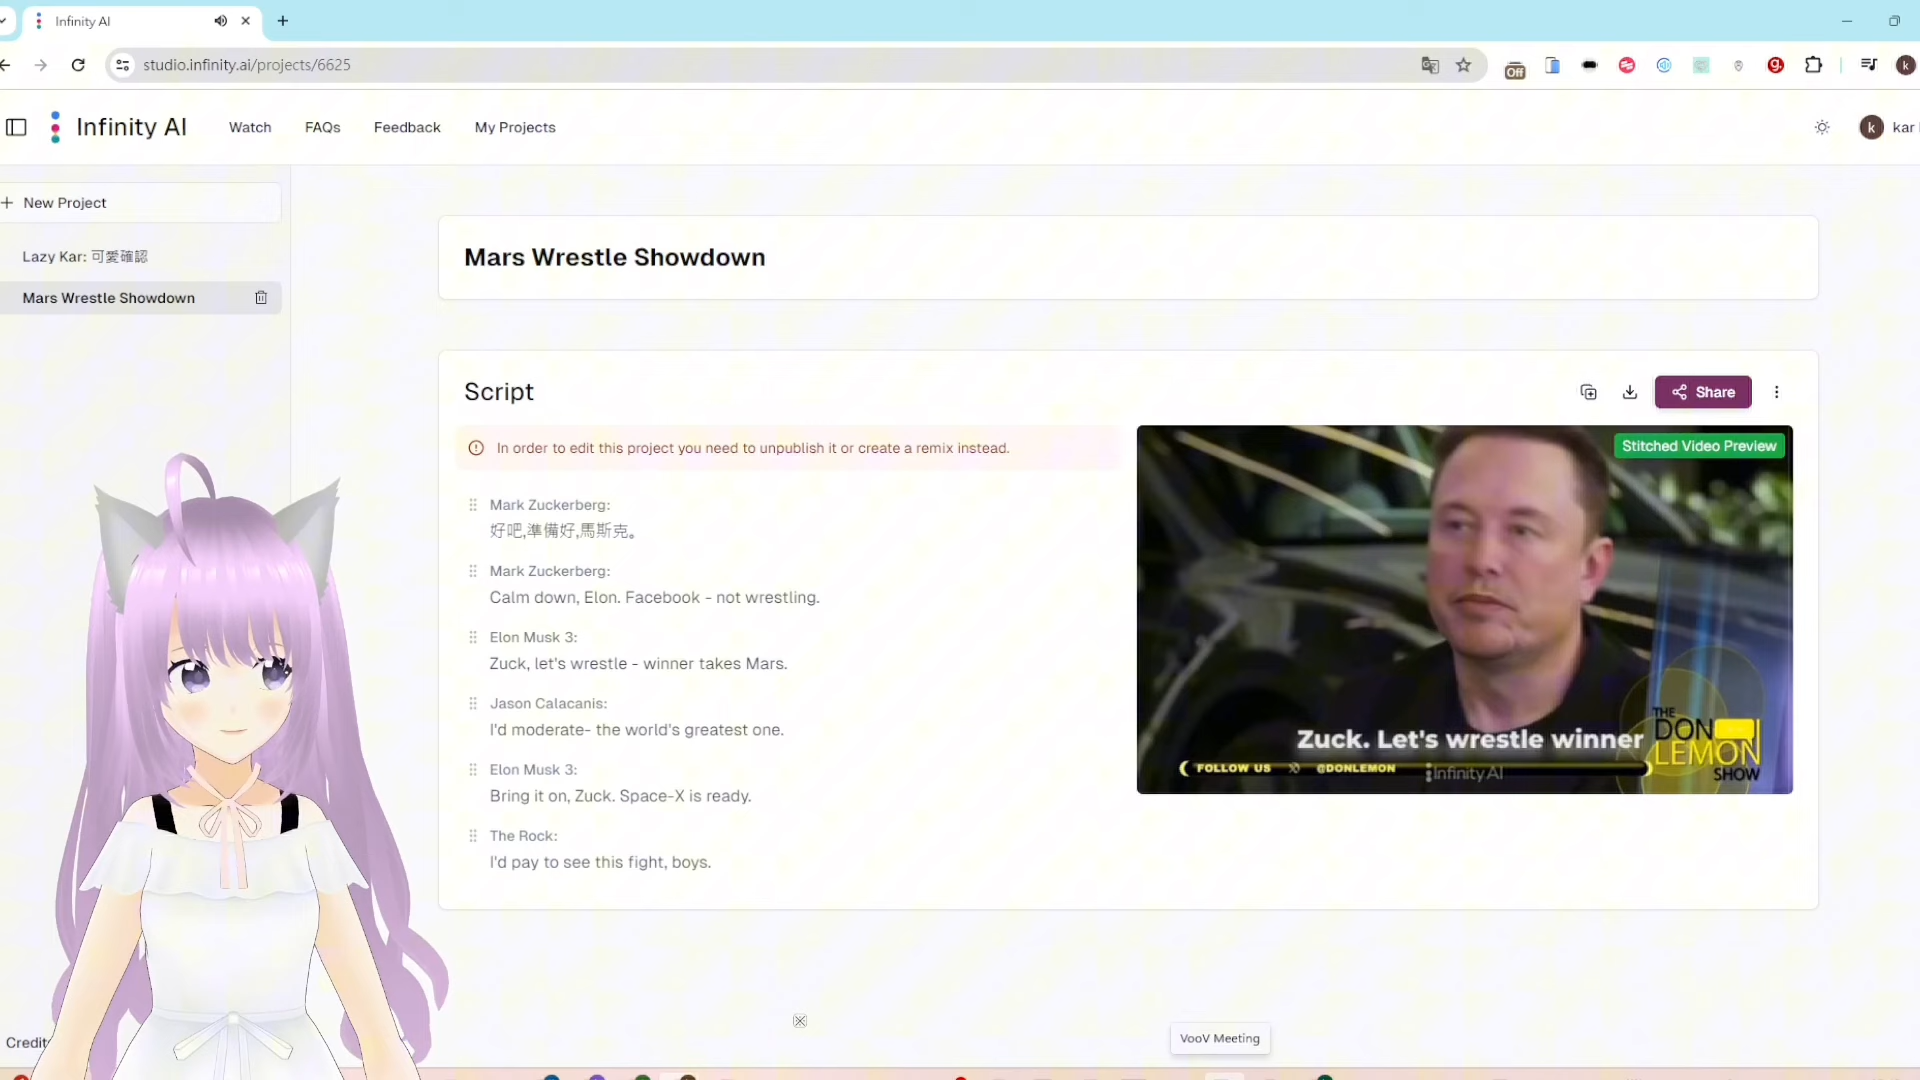 Infinity AI
studio.infinity.ai/projects/6625
Off
k
Infinity AI
Watch
FAQs
Feedback
My Projects
k
kar
New Project
Lazy Kar: 可愛確認
Mars Wrestle Showdown
Mars Wrestle Showdown
Script
Share
In order to edit this project you need to unpublish it or create a remix instead.
Mark Zuckerberg:
好吧,準備好,馬斯克。
Mark Zuckerberg:
Calm down, Elon. Facebook - not wrestling.
Elon Musk 3:
Zuck, let's wrestle - winner takes Mars.
Jason Calacanis:
I'd moderate- the world's greatest one.
Elon Musk 3:
Bring it on, Zuck. Space-X is ready.
The Rock:
I'd pay to see this fight, boys.
Stitched Video Preview
Zuck. Let's wrestle winner
THE
DON
LEMON
SHOW
FOLLOW US
@DONLEMON
Infinity AI
VooV Meeting